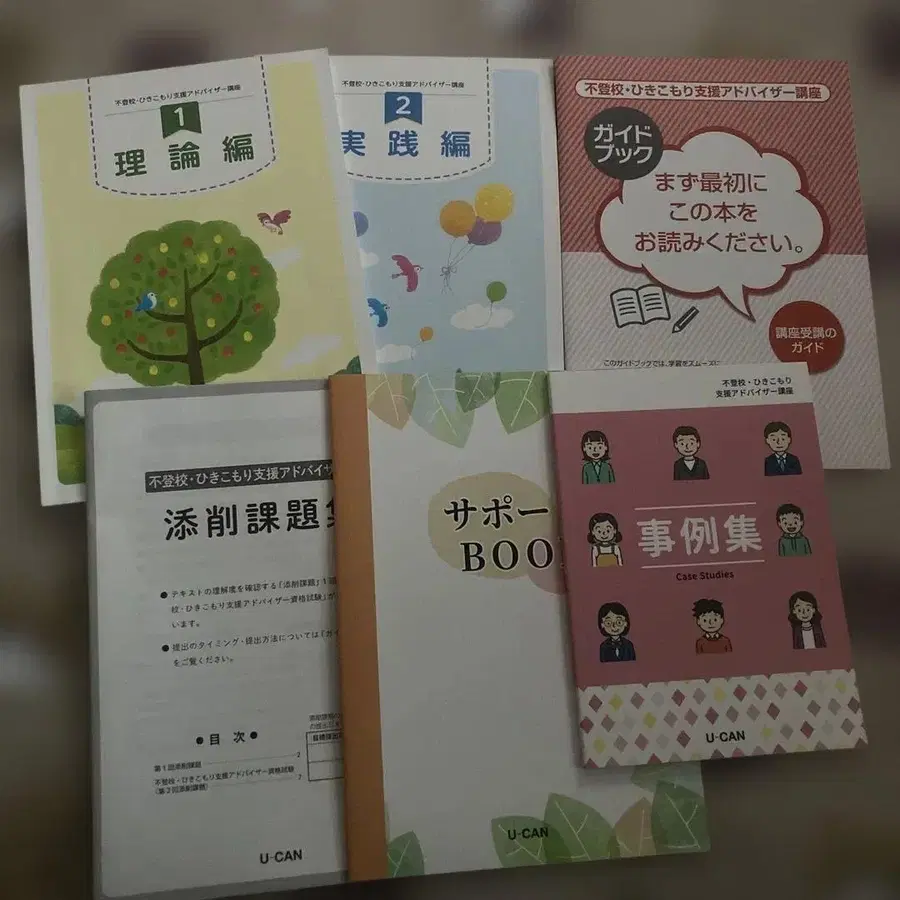 不登校・ひきこもり支援アドバイザー講座
1
理論編
不登校・ひきこもり支援アドバイザー講座
2
実践編
不登校・ひきこもり支援アドバイザー講座
ガイド
ブック
まず最初に
この本を
お読みください。
講座受講の
ガイド
このガイドブックでは、学習をスムーズに
不登校・ひきこもり支援アドバイザ
添削課題集
●テキストの理解度を確認する「添削課題」1回
校・ひきこもり支援アドバイザー資格試験」が
います。
●提出のタイミング・提出方法については「ガイ
をご覧ください。
●目 次●
第1回添削課題 2
不登校・ひきこもり支援アドバイザー資格試験 7
(第2回添削課題)
U-CAN
サポー
BOO
U-CAN
不登校・ひきこもり
支援アドバイザー講座
事例集
Case Studies
U-CAN